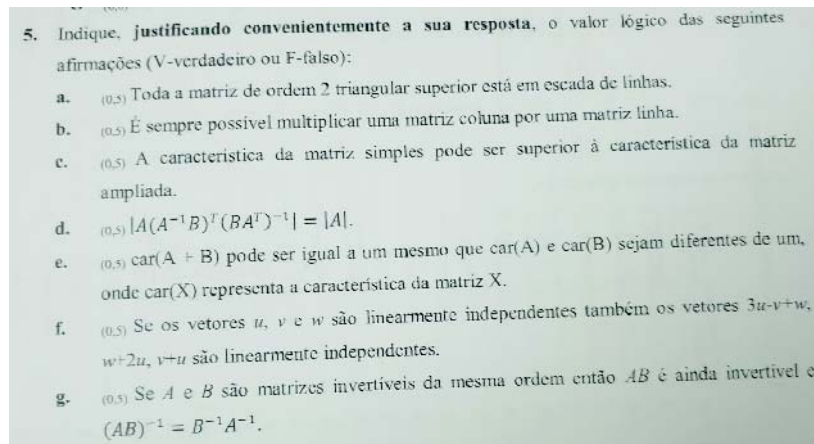 5. Indique, justificando convenientemente a sua resposta, o valor lógico das seguintes
afirmações (V-verdadeiro ou F-falso):
a. (0,5) Toda a matriz de ordem 2 triangular superior está em escada de linhas.
b. (0,5) É sempre possível multiplicar uma matriz coluna por uma matriz linha.
c. (0,5) A característica da matriz simples pode ser superior à característica da matriz
ampliada.
d. (0,5) |A(A⁻¹B)ᵀ(BAᵀ)⁻¹| = |A|.
e. (0,5) car(A + B) pode ser igual a um mesmo que car(A) e car(B) sejam diferentes de um,
onde car(X) representa a característica da matriz X.
f. (0,5) Se os vetores u, v e w são linearmente independentes também os vetores 3u-v+w,
w+2u, v+u são linearmente independentes.
g. (0,5) Se A e B são matrizes invertíveis da mesma ordem então AB é ainda invertível e
(AB)⁻¹ = B⁻¹A⁻¹.